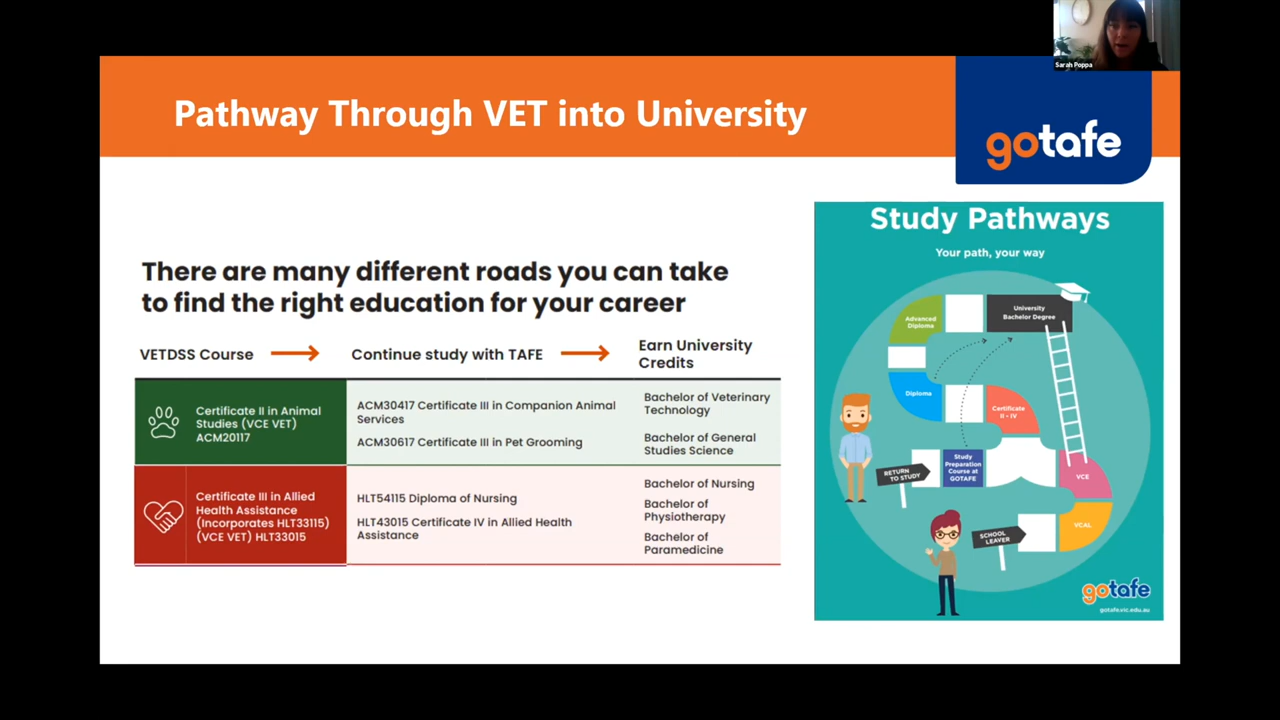 Sarah Poppa
Pathway Through VET into University
gotafe
There are many different roads you can take
to find the right education for your career
VETDSS Course
Continue study with TAFE
Earn University
Credits
Certificate II in Animal
Studies (VCE VET)
ACM20117
ACM30417 Certificate III in Companion Animal
Services
ACM30617 Certificate III in Pet Grooming
Bachelor of Veterinary
Technology
Bachelor of General
Studies Science
Certificate III in Allied
Health Assistance
(Incorporates HLT33115)
(VCE VET) HLT33015
HLT54115 Diploma of Nursing
HLT43015 Certificate IV in Allied Health
Assistance
Bachelor of Nursing
Bachelor of
Physiotherapy
Bachelor of
Paramedicine
Study Pathways
Your path, your way
Advanced
Diploma
University
Bachelor Degree
Diploma
Certificate
II - IV
RETURN
TO STUDY
Study
Preparation
Course at
GOTAFE
VCE
SCHOOL
LEAVER
VCAL
gotafe
gotafe.vic.edu.au